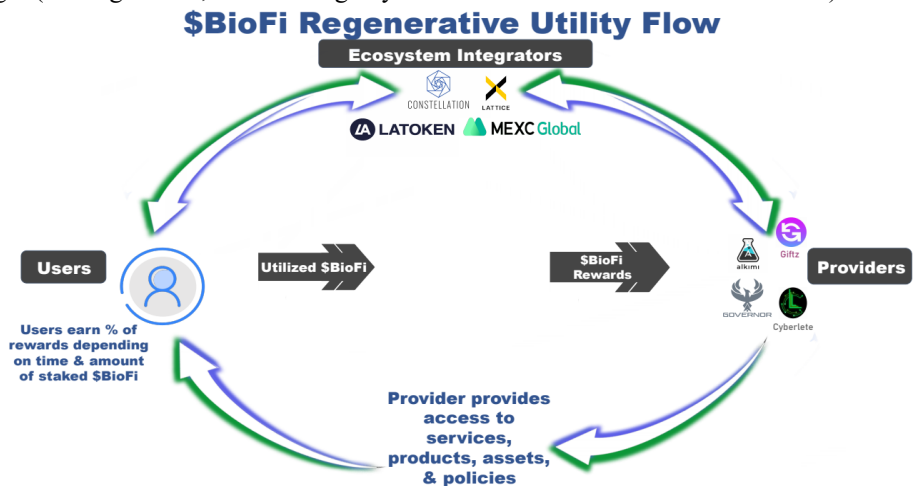 $BioFi Regenerative Utility Flow
Ecosystem Integrators
CONSTELLATION
LATTICE
LATOKEN
MEXC Global
Users
Utilized $BioFi
$BioFi
Rewards
alkimi
Giftz
GOVERNOR
Cyberlete
Providers
Users earn % of
rewards depending
on time & amount
of staked $BioFi
Provider provides
access to
services,
products, assets,
& policies